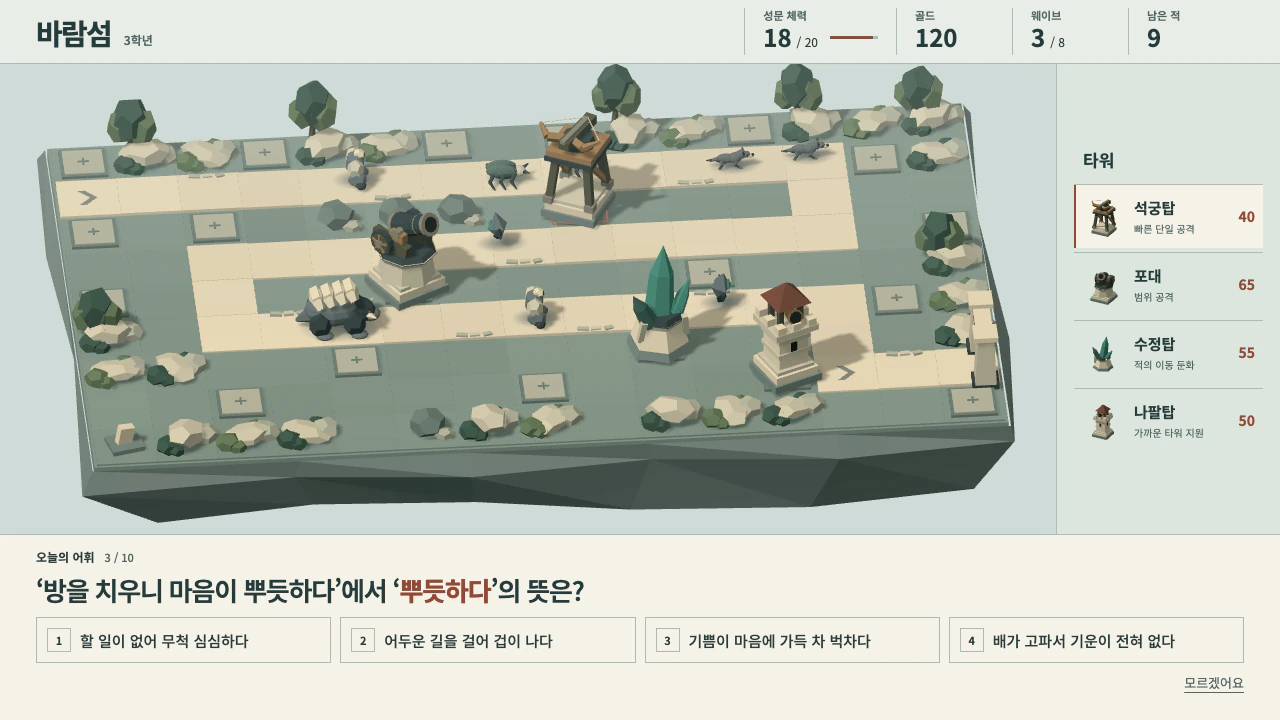 바람섬 3학년
성문 체력
18 / 20
골드
120
웨이브
3 / 8
남은 적
9
타워
석궁탑
빠른 단일 공격
40
포대
범위 공격
65
수정탑
적의 이동 둔화
55
나팔탑
가까운 타워 지원
50
오늘의 어휘 3 / 10
‘방을 치우니 마음이 뿌듯하다’에서 ‘뿌듯하다’의 뜻은?
1 할 일이 없어 무척 심심하다
2 어두운 길을 걸어 겁이 나다
3 기쁨이 마음에 가득 차 벅차다
4 배가 고파서 기운이 전혀 없다
모르겠어요